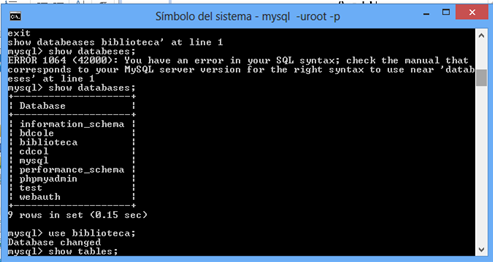 Símbolo del sistema - mysql -uroot -p
exit
show databeases biblioteca' at line 1
mysql> show databeses;
ERROR 1064 (42000): You have an error in your SQL syntax; check the manual that
corresponds to your MySQL server version for the right syntax to use near 'datab
eses' at line 1
mysql> show databases;
+--------------------+
| Database           |
+--------------------+
| information_schema |
| bdcole             |
| biblioteca         |
| cdcol              |
| mysql              |
| performance_schema |
| phpmyadmin         |
| test               |
| webauth            |
+--------------------+
9 rows in set (0.15 sec)
mysql> use biblioteca;
Database changed
mysql> show tables;